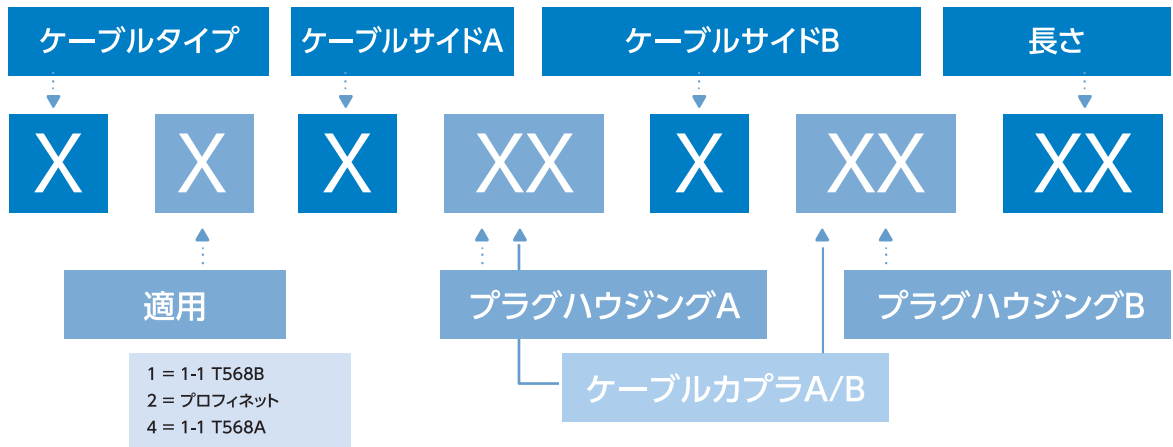 ケーブルタイプ ケーブルサイドA ケーブルサイドB 長さ
X X X XX X XX XX
適用 プラグハウジングA プラグハウジングB
1 = 1-1 T568B
2 = プロフィネット
4 = 1-1 T568A
ケーブルカプラA/B